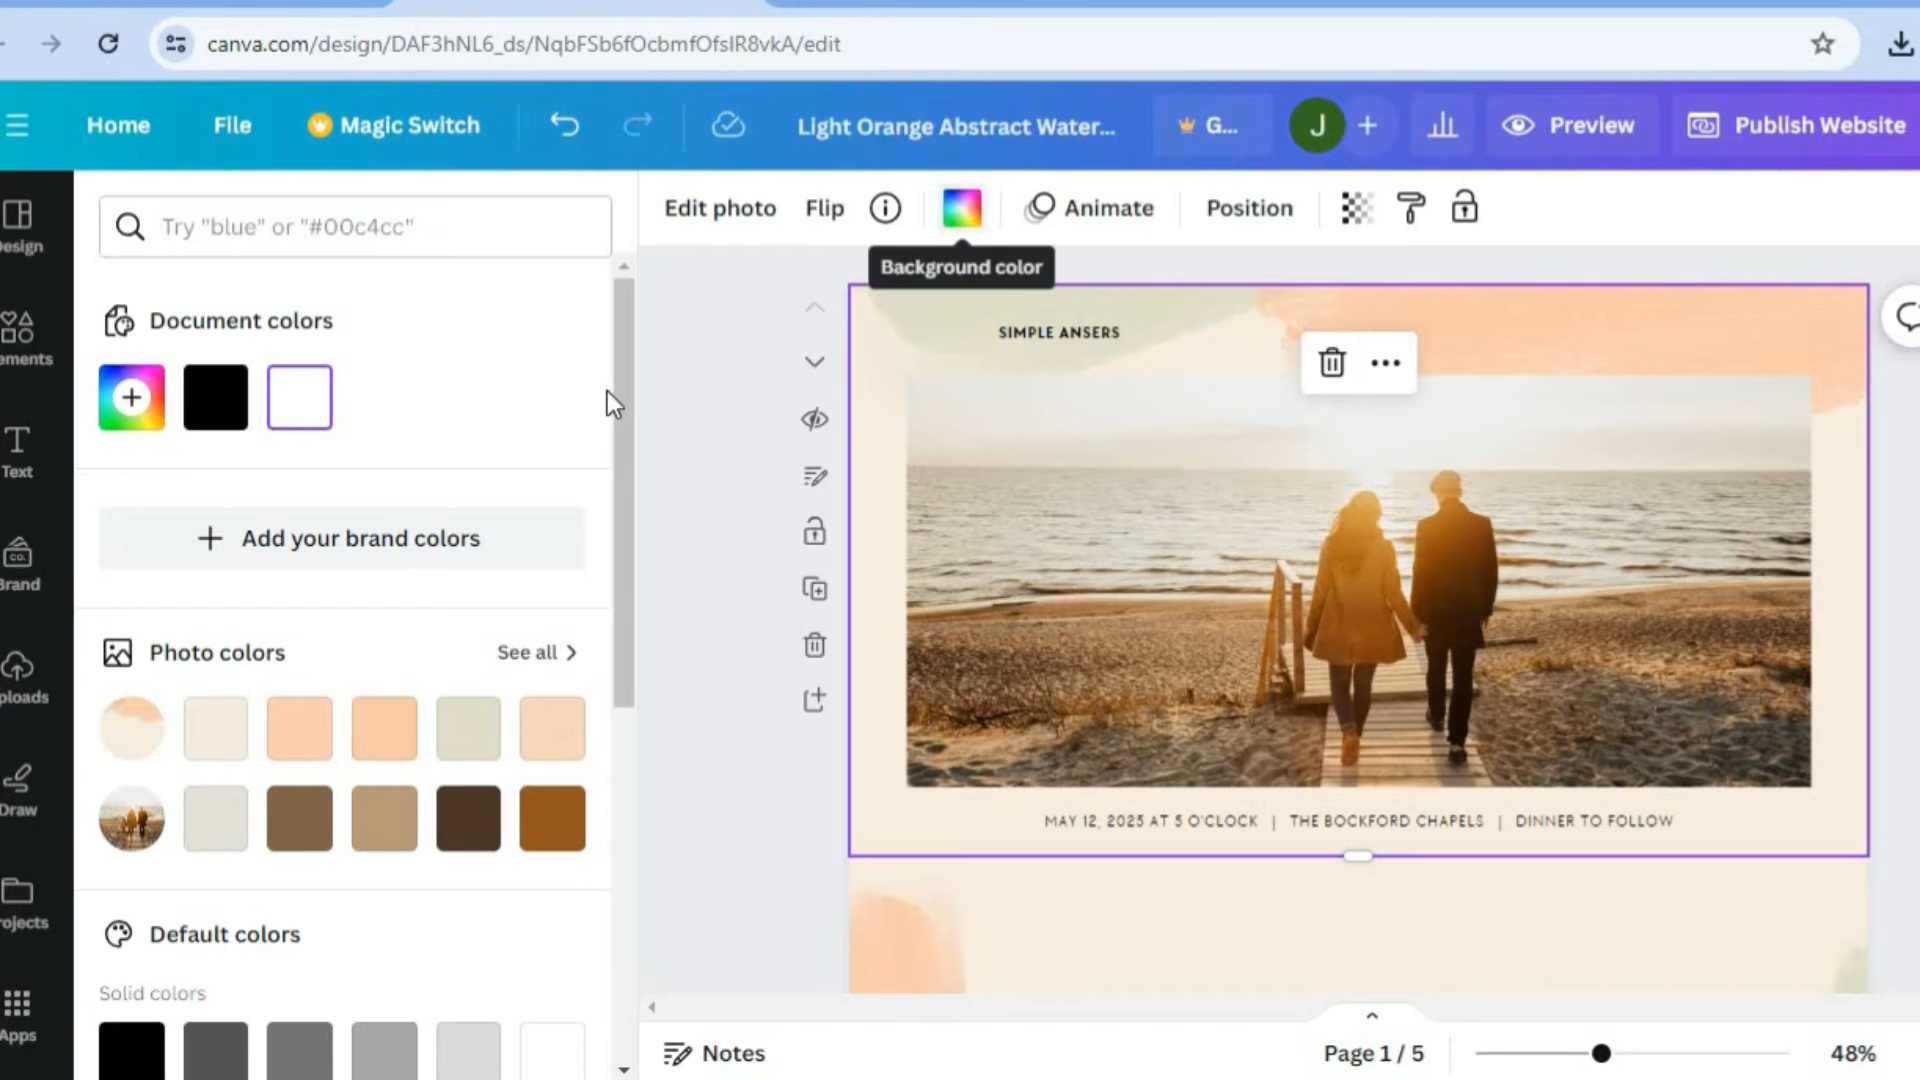 canva.com/design/DAF3hNL6_ds/NqbFSb6fOcbmfOfsIR8vkA/edit
Home File Magic Switch Light Orange Abstract Water... G... J + Preview Publish Website
Try "blue" or "#00c4cc"
Edit photo Flip Animate Position
Background color
esign
ements
Text
Brand
ploads
Draw
rojects
Apps
Document colors
+ Add your brand colors
Photo colors See all
Default colors
Solid colors
SIMPLE ANSERS
MAY 12, 2025 AT 5 O'CLOCK | THE BOCKFORD CHAPELS | DINNER TO FOLLOW
Notes Page 1 / 5 48%